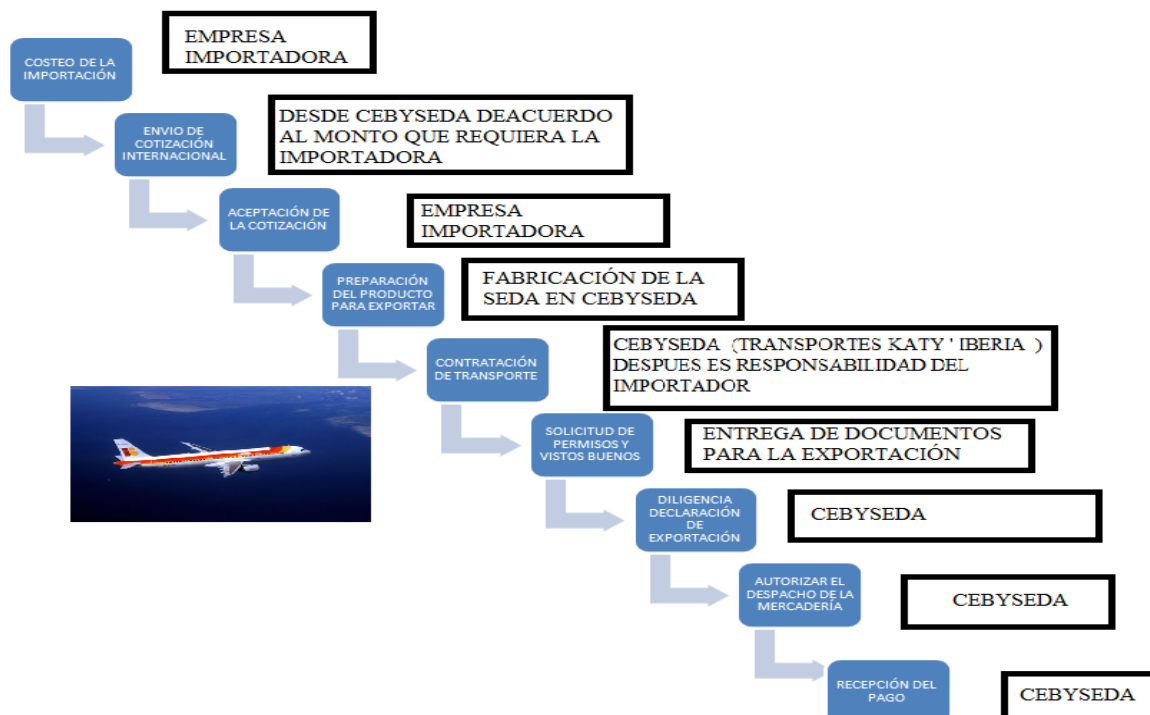 COSTEO DE LA
IMPORTACIÓN
EMPRESA
IMPORTADORA
ENVIO DE
COTIZACIÓN
INTERNACIONAL
DESDE CEBYSEDA DEACUERDO
AL MONTO QUE REQUIERA LA
IMPORTADORA
ACEPTACIÓN DE
LA COTIZACIÓN
EMPRESA
IMPORTADORA
PREPARACIÓN
DEL PRODUCTO
PARA EXPORTAR
FABRICACIÓN DE LA
SEDA EN CEBYSEDA
CONTRATACIÓN
DE TRANSPORTE
CEBYSEDA (TRANSPORTES KATY ' IBERIA )
DESPUES ES RESPONSABILIDAD DEL
IMPORTADOR
SOLICITUD DE
PERMISOS Y
VISTOS BUENOS
ENTREGA DE DOCUMENTOS
PARA LA EXPORTACIÓN
DILIGENCIA
DECLARACIÓN
DE
EXPORTACIÓN
CEBYSEDA
AUTORIZAR EL
DESPACHO DE LA
MERCADERÍA
CEBYSEDA
RECEPCIÓN DEL
PAGO
CEBYSEDA